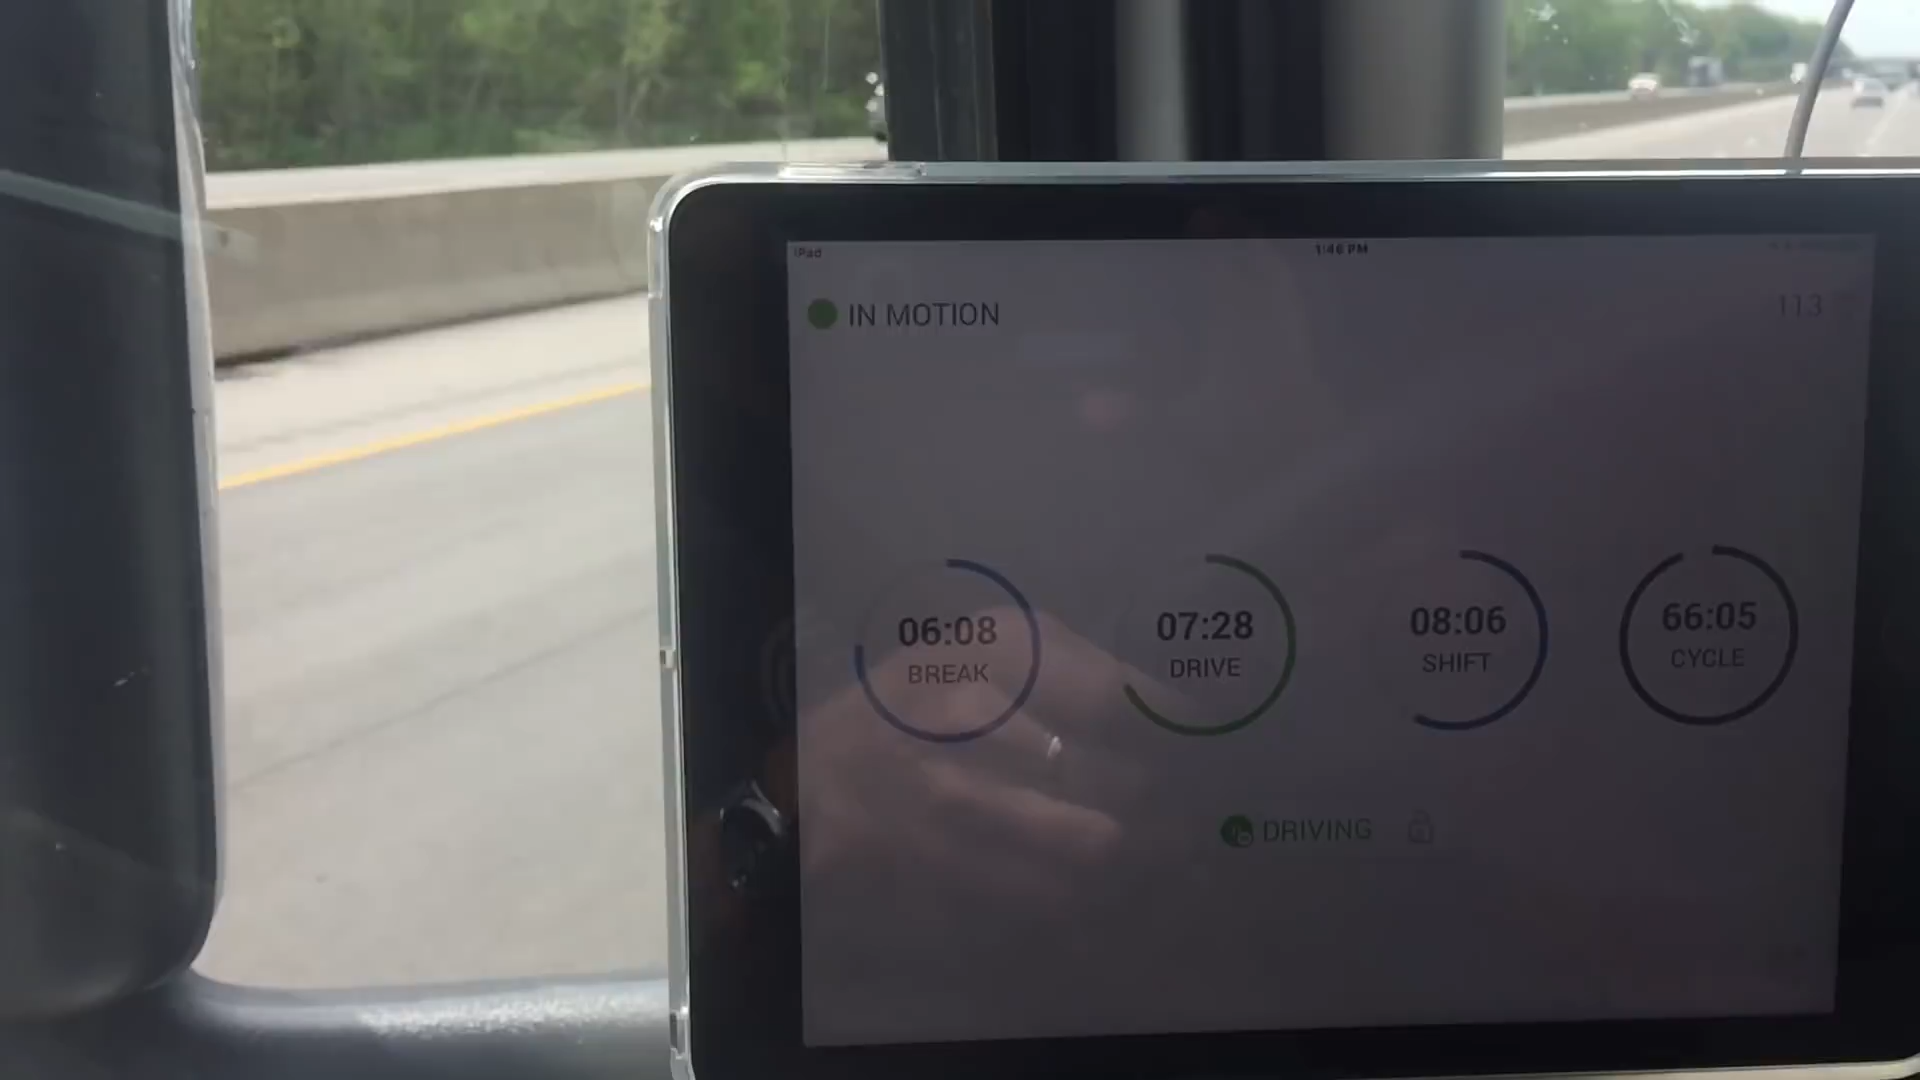 iPad
1:46 PM
IN MOTION
113
06:08
BREAK
07:28
DRIVE
08:06
SHIFT
66:05
CYCLE
DRIVING